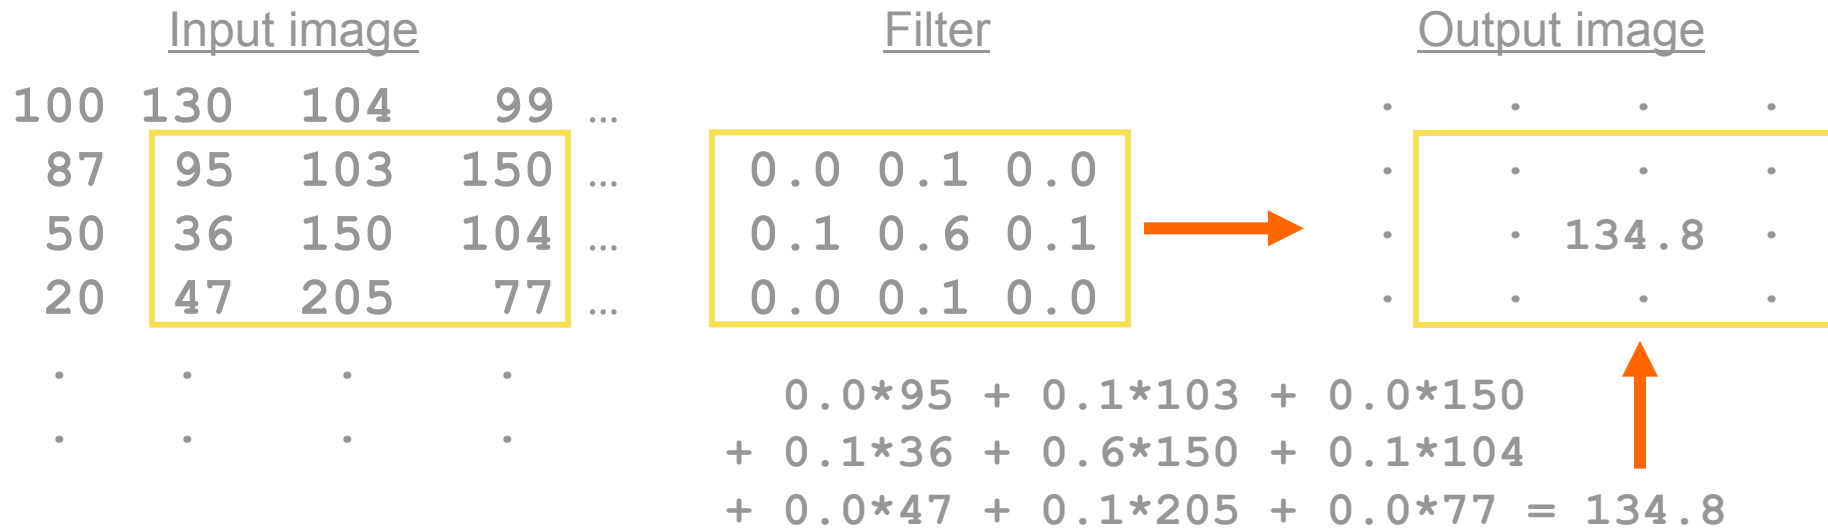 Input image Filter Output image
100 130 104 99 ... . . . .
87 95 103 150 ... 0.0 0.1 0.0 . . . .
50 36 150 104 ... 0.1 0.6 0.1 . . 134.8 .
20 47 205 77 ... 0.0 0.1 0.0 . . . .
. . . .
0.0*95 + 0.1*103 + 0.0*150
. . . .
+ 0.1*36 + 0.6*150 + 0.1*104
+ 0.0*47 + 0.1*205 + 0.0*77 = 134.8